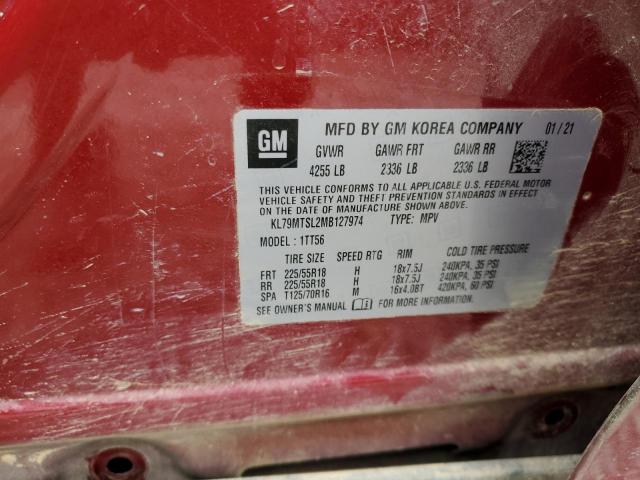 GM MFD BY GM KOREA COMPANY 01/21
GVWR GAWR FRT GAWR RR
4255 LB 2336 LB 2336 LB
THIS VEHICLE CONFORMS TO ALL APPLICABLE U.S. FEDERAL MOTOR
VEHICLE SAFETY AND THEFT PREVENTION STANDARDS IN EFFECT
ON THE DATE OF MANUFACTURE SHOWN ABOVE.
KL79MTSL2MB127974 TYPE: MPV
MODEL: 1TT56
TIRE SIZE SPEED RTG RIM COLD TIRE PRESSURE
FRT 225/55R18 H 18x7.5J 240KPA, 35 PSI
RR 225/55R18 H 18x7.5J 240KPA, 35 PSI
SPA T125/70R16 M 16x4.0BT 420KPA, 60 PSI
SEE OWNER'S MANUAL FOR MORE INFORMATION